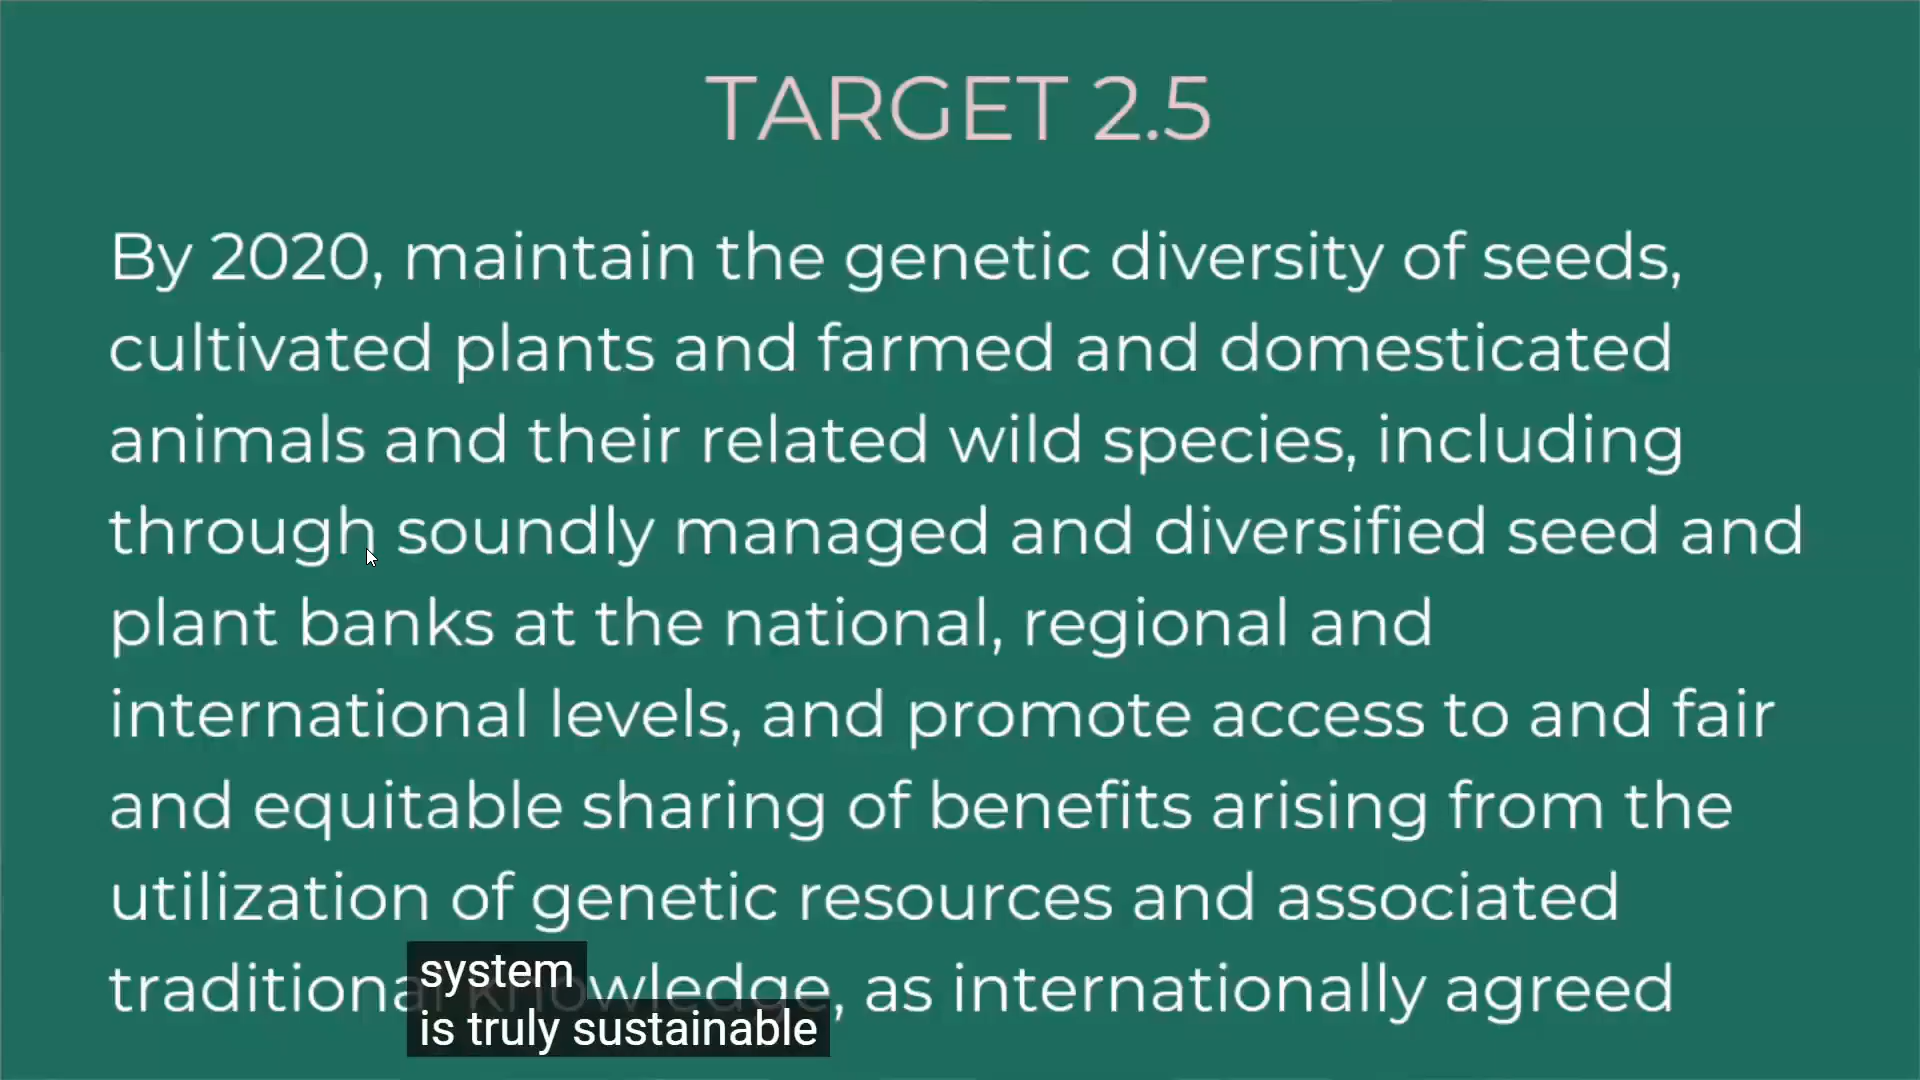 TARGET 2.5
By 2020, maintain the genetic diversity of seeds,
cultivated plants and farmed and domesticated
animals and their related wild species, including
through soundly managed and diversified seed and
plant banks at the national, regional and
international levels, and promote access to and fair
and equitable sharing of benefits arising from the
utilization of genetic resources and associated
traditional knowledge, as internationally agreed
system
is truly sustainable